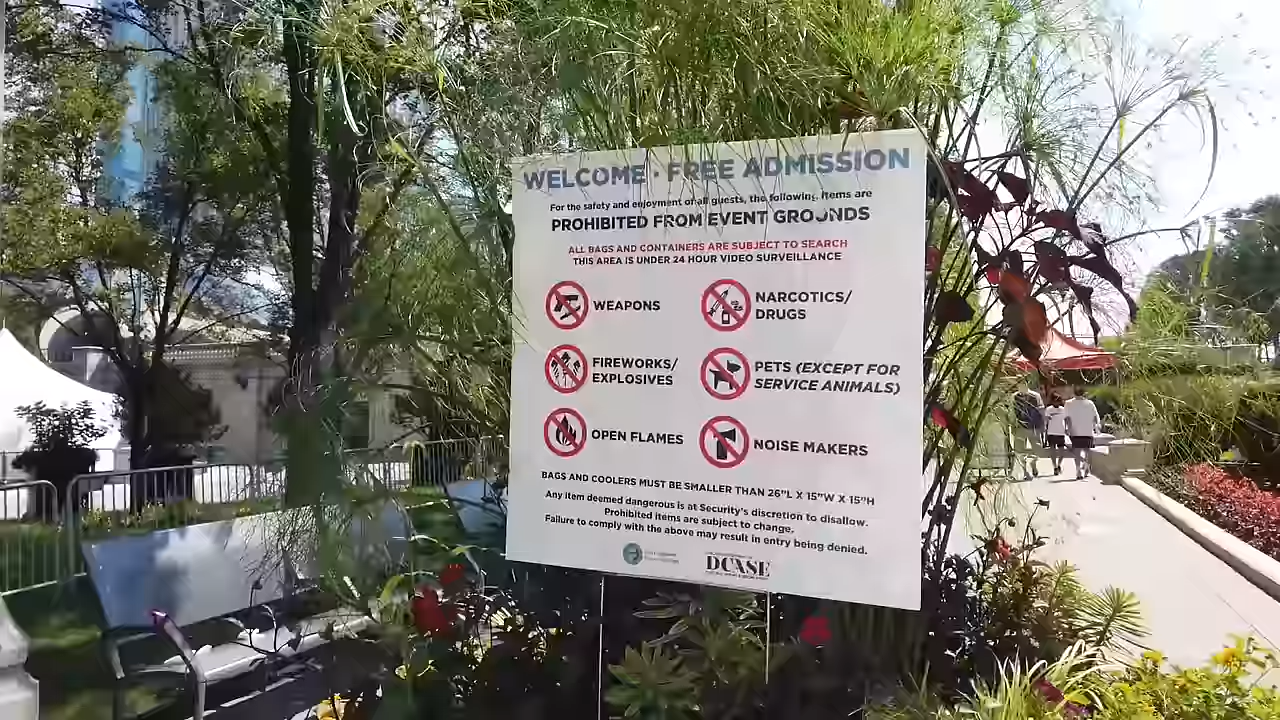 WELCOME · FREE ADMISSION
For the safety and enjoyment of all guests, the following items are
PROHIBITED FROM EVENT GROUNDS
ALL BAGS AND CONTAINERS ARE SUBJECT TO SEARCH
THIS AREA IS UNDER 24 HOUR VIDEO SURVEILLANCE
WEAPONS
NARCOTICS/
DRUGS
FIREWORKS/
EXPLOSIVES
PETS (EXCEPT FOR
SERVICE ANIMALS)
OPEN FLAMES
NOISE MAKERS
BAGS AND COOLERS MUST BE SMALLER THAN 26"L X 15"W X 15"H
Any item deemed dangerous is at Security's discretion to disallow.
Prohibited items are subject to change.
Failure to comply with the above may result in entry being denied.
DCASE